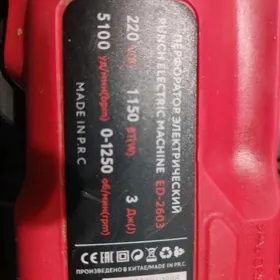 ПЕРФОРАТОР ЭЛЕКТРИЧЕСКИЙ
PUNCH ELECTRIC MACHINE ED-2603
220 1150 ВТ(W) 3 Дж(J)
5100 уд/мин(bpm) 0-1250 об/мин(rpm)
MADE IN P.R.C
ПРОИЗВЕДЕНО В КИТАЕ/MADE IN P.R.C.